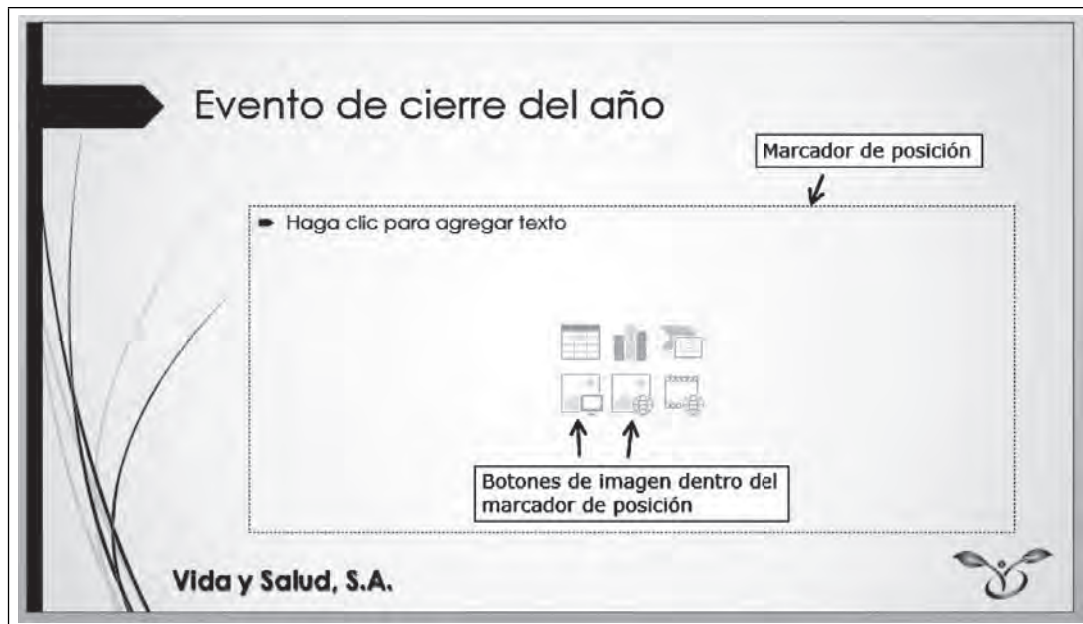 Evento de cierre del año
Marcador de posición
Haga clic para agregar texto
Botones de imagen dentro del
marcador de posición
Vida y Salud, S.A.